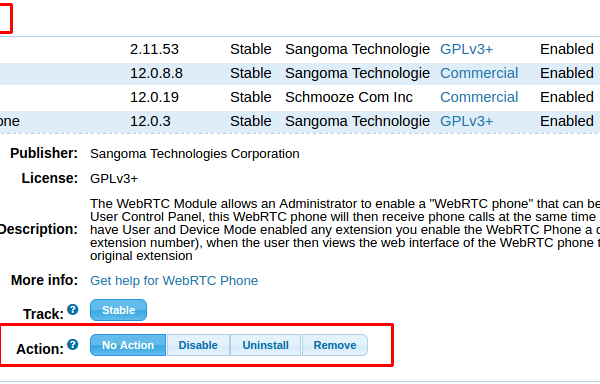 2.11.53 Stable Sangoma Technologie GPLv3+ Enabled
12.0.8.8 Stable Sangoma Technologie Commercial Enabled
12.0.19 Stable Schmooze Com Inc Commercial Enabled
one 12.0.3 Stable Sangoma Technologie GPLv3+ Enabled
Publisher: Sangoma Technologies Corporation
License: GPLv3+
The WebRTC Module allows an Administrator to enable a "WebRTC phone" that can be
User Control Panel, this WebRTC phone will then receive phone calls at the same time
Description: have User and Device Mode enabled any extension you enable the WebRTC Phone a
extension number), when the user then views the web interface of the WebRTC phone
original extension
More info: Get help for WebRTC Phone
Track: ? Stable
Action: ? No Action Disable Uninstall Remove